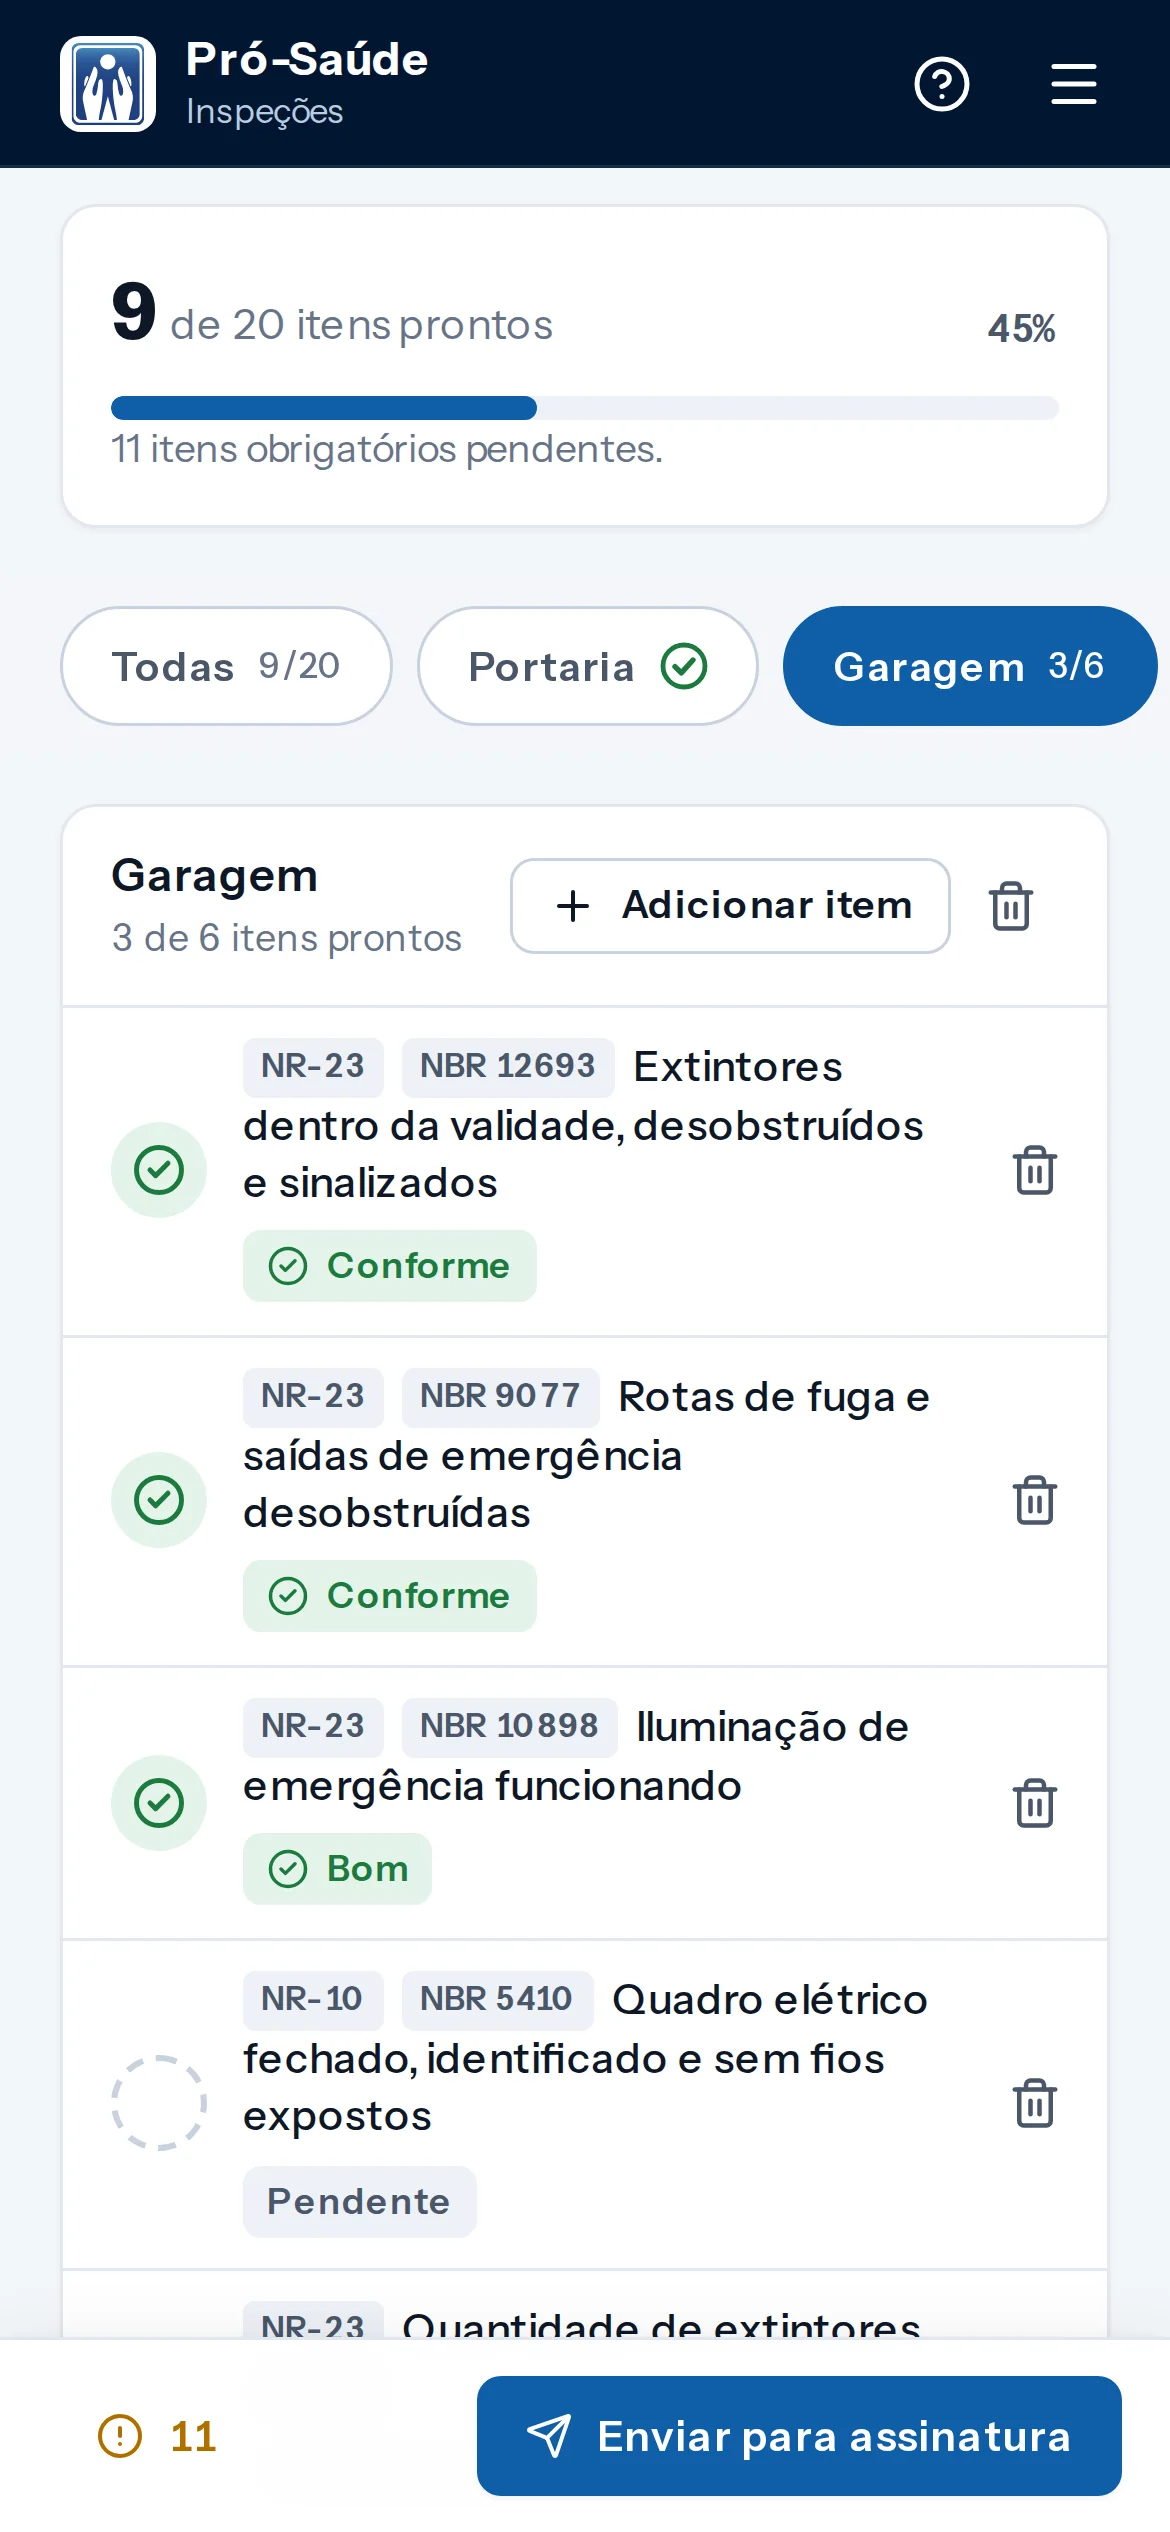 Pró-Saúde
Inspeções
9 de 20 itens prontos
45%
11 itens obrigatórios pendentes.
Todas 9/20
Portaria
Garagem 3/6
Garagem
3 de 6 itens prontos
Adicionar item
NR-23 NBR 12693 Extintores
dentro da validade, desobstruídos
e sinalizados
Conforme
NR-23 NBR 9077 Rotas de fuga e
saídas de emergência
desobstruídas
Conforme
NR-23 NBR 10898 Iluminação de
emergência funcionando
Bom
NR-10 NBR 5410 Quadro elétrico
fechado, identificado e sem fios
expostos
Pendente
NR-23 Quantidade de extintores
11
Enviar para assinatura